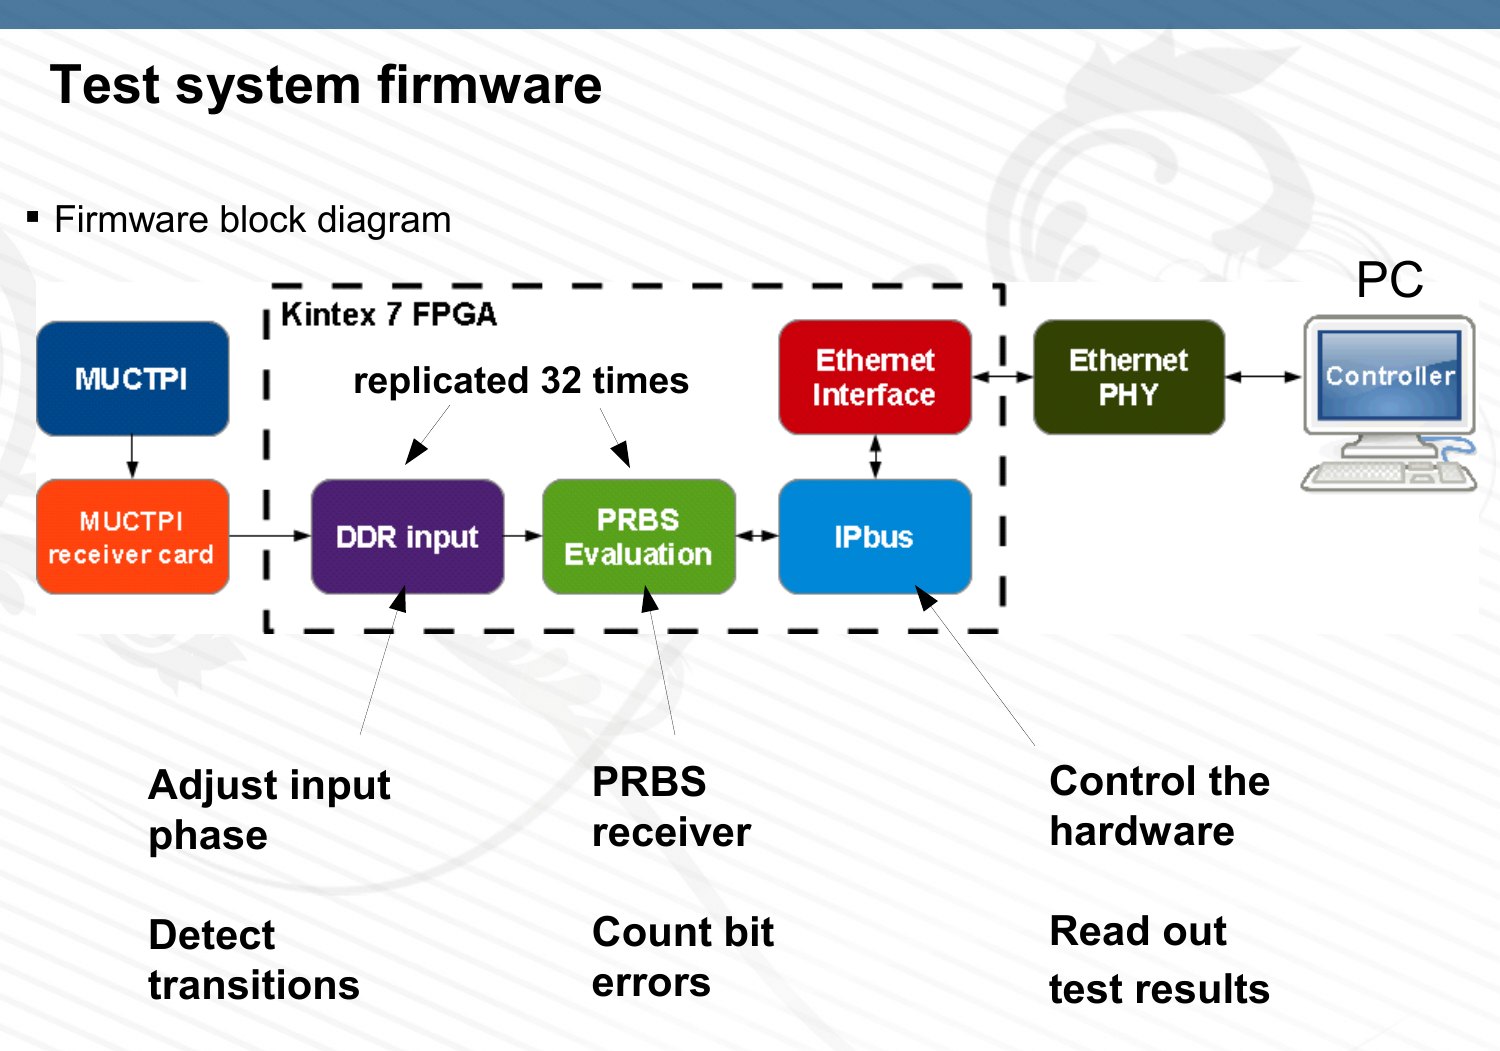 Test system firmware
▪ Firmware block diagram
PC
Kintex 7 FPGA
MUCTPI
replicated 32 times
Ethernet
Interface
Ethernet
PHY
Controller
MUCTPI
receiver card
DDR input
PRBS
Evaluation
IPbus
Adjust input
phase
Detect
transitions
PRBS
receiver
Count bit
errors
Control the
hardware
Read out
test results